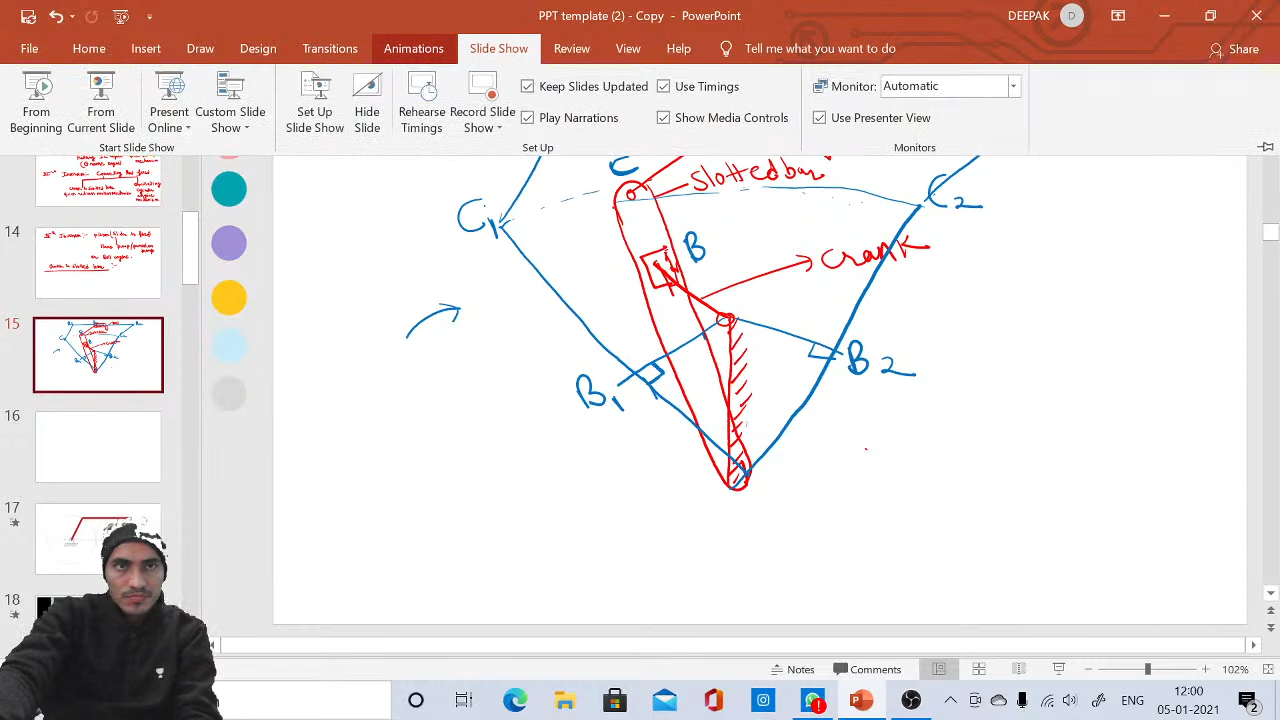 PPT template (2) - Copy - PowerPoint
DEEPAK
D
File Home Insert Draw Design Transitions Animations Slide Show Review View Help Tell me what you want to do Share
From Beginning
From Current Slide
Present Online
Custom Slide Show
Set Up Slide Show
Hide Slide
Rehearse Timings
Record Slide Show
Keep Slides Updated
Play Narrations
Use Timings
Show Media Controls
Monitor: Automatic
Use Presenter View
Start Slide Show
Set Up
Monitors
14
15
16
17
18
C
Slotted bar
C1
C2
B
crank
B1
B2
Notes
Comments
102%
ENG
12:00
05-01-2021
2